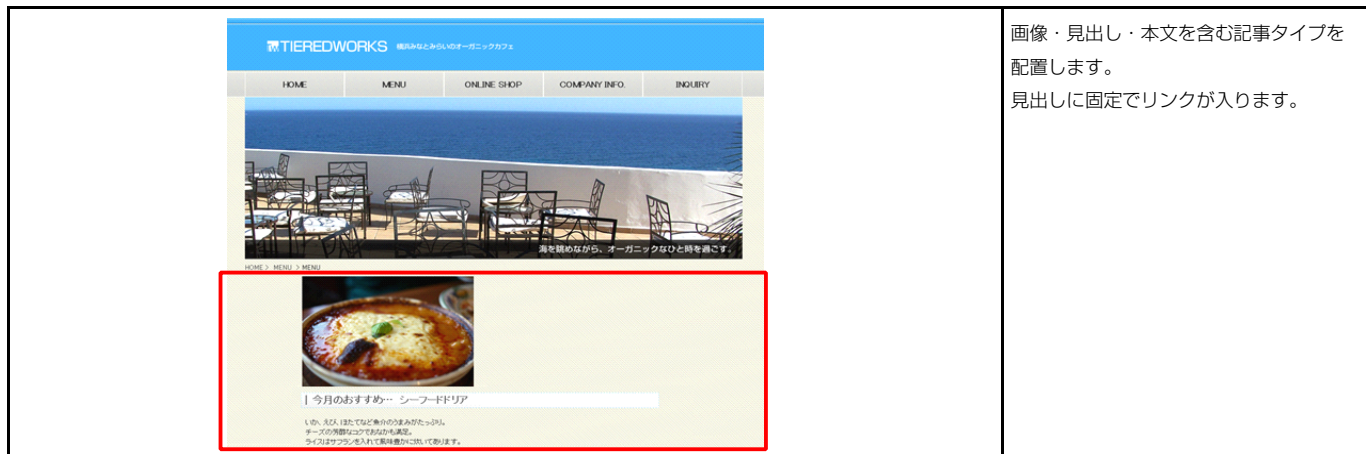 TIEREDWORKS 横浜みなとみらいのオーガニックカフェ
HOME MENU ONLINE SHOP COMPANY INFO. INQUIRY
海を眺めながら、オーガニックなひと時を過ごす。
HOME > MENU > MENU
今月のおすすめ… シーフードドリア
いか、えび、ほたてなど魚介のうまみがたっぷり。
チーズの芳醇なコクでおなかも満足。
ライスはサフランを入れて風味豊かに炊いてあります。
画像・見出し・本文を含む記事タイプを
配置します。
見出しに固定でリンクが入ります。